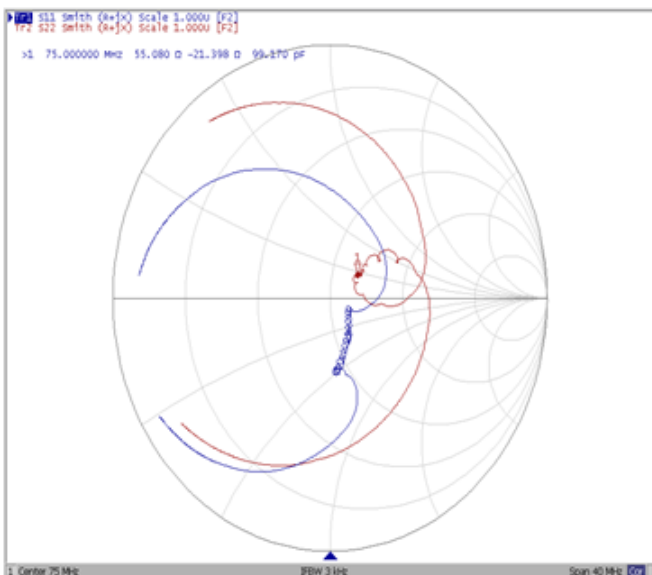 Tr1 S11 Smith (R+jX) Scale 1.000U [F2]
Tr2 S22 Smith (R+jX) Scale 1.000U [F2]
>1 75.000000 MHz 55.080 Ω -21.398 Ω 99.170 pF
1 Center 75 MHz IFBW 3 kHz Span 40 MHz Cor